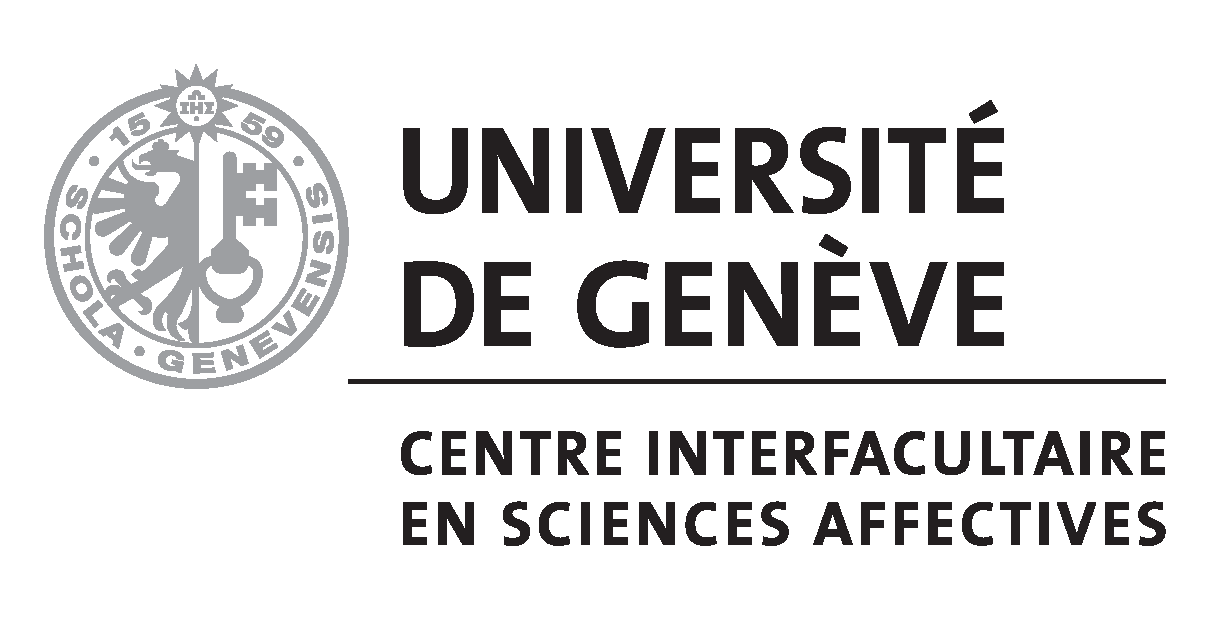 IHS
15 59
SCHOLA · GENEVENSIS
UNIVERSITÉ
DE GENÈVE
CENTRE INTERFACULTAIRE
EN SCIENCES AFFECTIVES